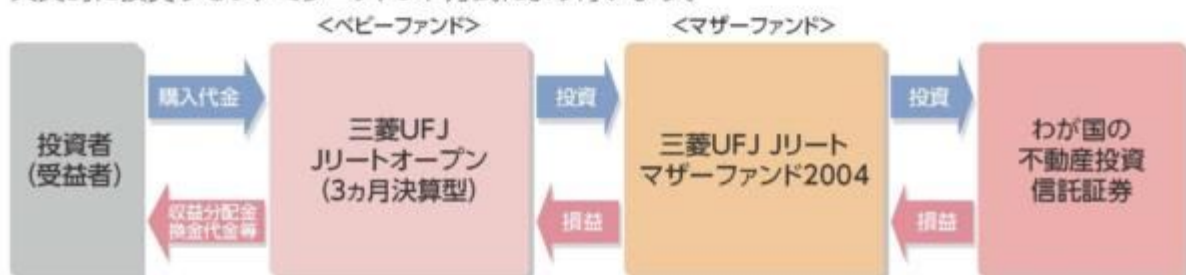 <ベビーファンド>
<マザーファンド>
投資者
(受益者)
購入代金
収益分配金
換金代金等
三菱UFJ
Jリートオープン
(3ヵ月決算型)
投資
損益
三菱UFJ Jリート
マザーファンド2004
投資
損益
わが国の
不動産投資
信託証券